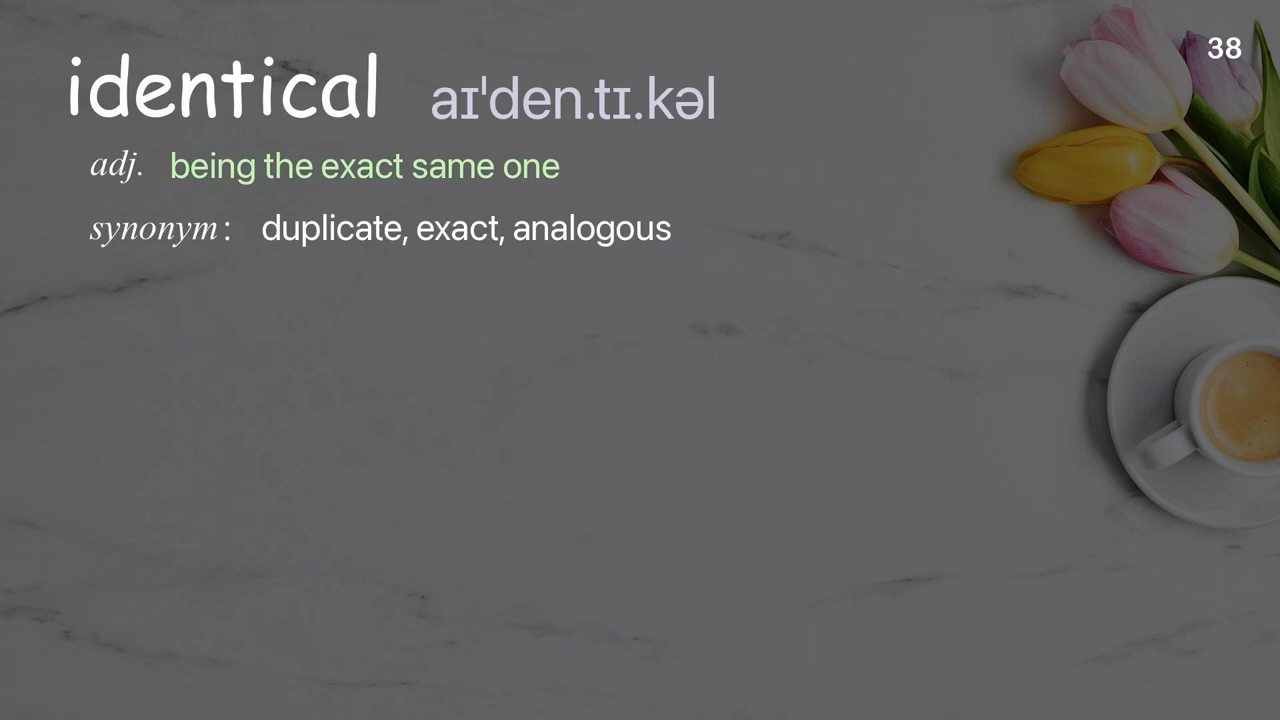 38
identical aɪˈden.tɪ.kəl
adj. being the exact same one
synonym : duplicate, exact, analogous